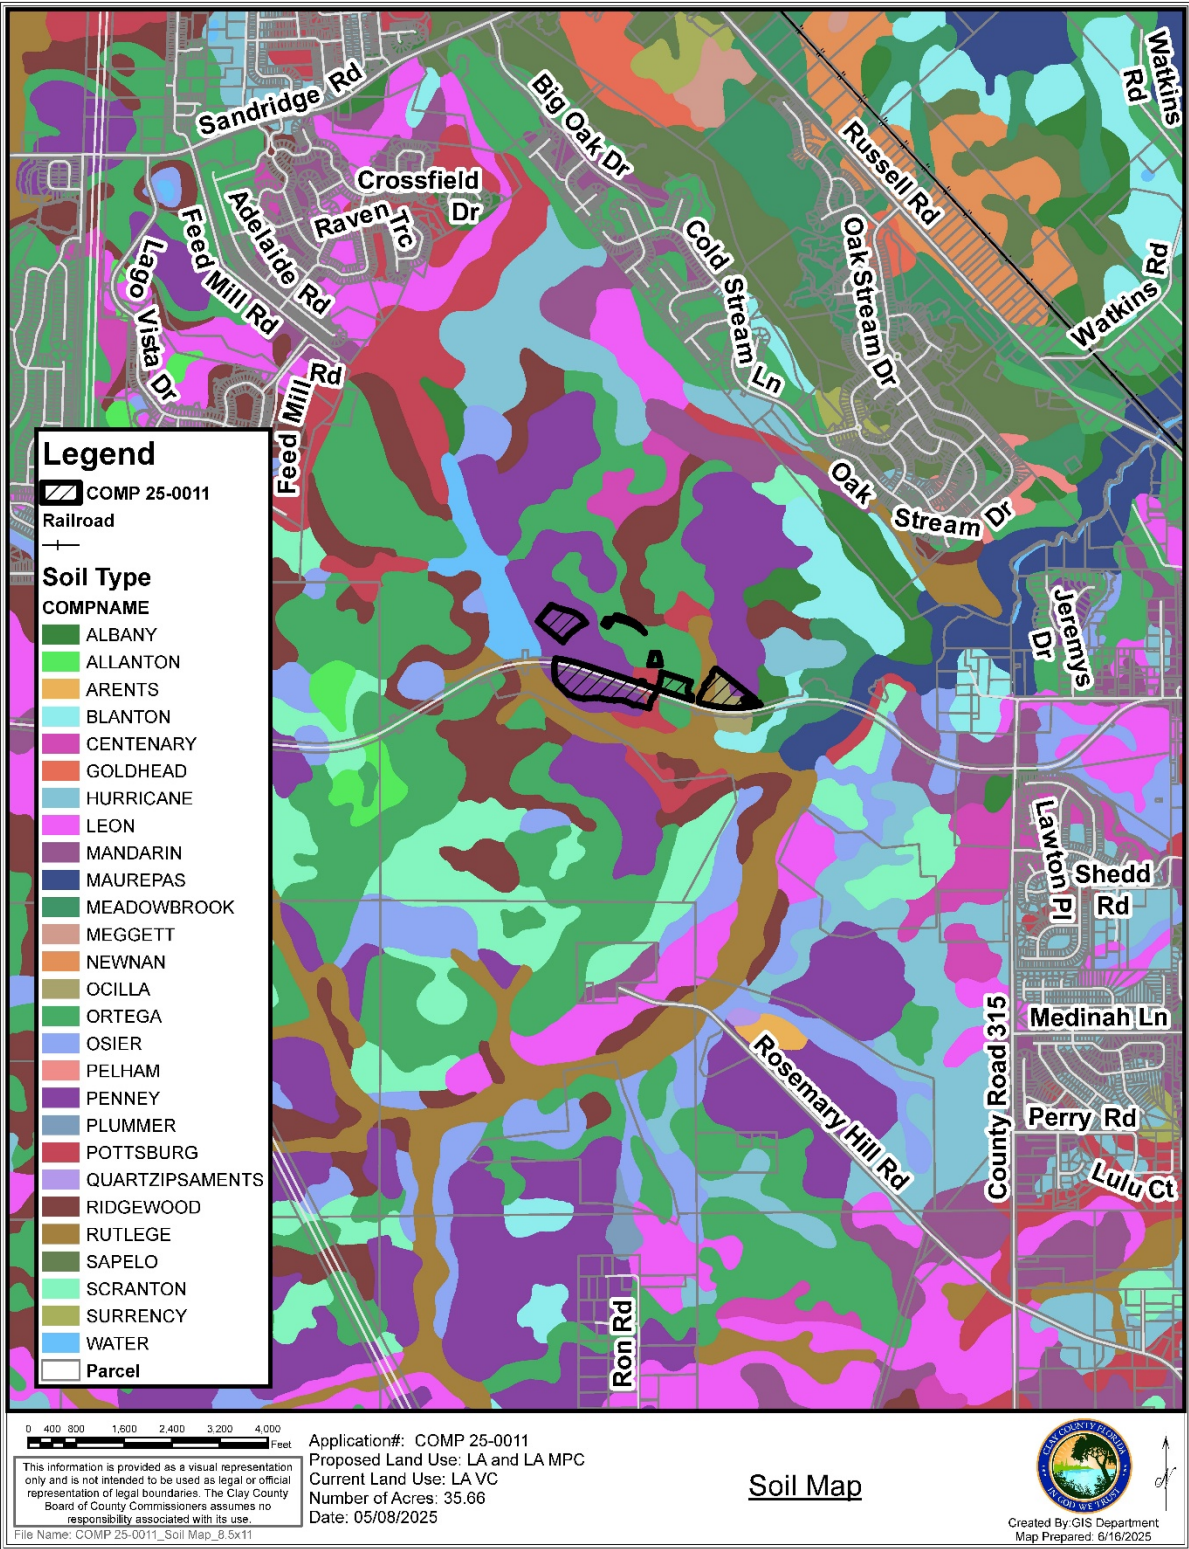 Sandridge Rd
Big Oak Dr
Watkins
Rd
Russell Rd
Crossfield
Dr
Raven Trc
Adelaide Rd
Feed Mill Rd
Lago Vista Dr
Cold Stream Ln
Oak Stream Dr
Watkins Rd
Feed Mill Rd
Oak Stream Dr
Jeremys
Dr
Lawton Pl
Shedd
Rd
Medinah Ln
County Road 315
Rosemary Hill Rd
Perry Rd
Lulu Ct
Ron Rd
Legend
COMP 25-0011
Railroad
Soil Type
COMPNAME
ALBANY
ALLANTON
ARENTS
BLANTON
CENTENARY
GOLDHEAD
HURRICANE
LEON
MANDARIN
MAUREPAS
MEADOWBROOK
MEGGETT
NEWNAN
OCILLA
ORTEGA
OSIER
PELHAM
PENNEY
PLUMMER
POTTSBURG
QUARTZIPSAMENTS
RIDGEWOOD
RUTLEGE
SAPELO
SCRANTON
SURRENCY
WATER
Parcel
0 400 800 1,600 2,400 3,200 4,000
Feet
This information is provided as a visual representation
only and is not intended to be used as legal or official
representation of legal boundaries. The Clay County
Board of County Commissioners assumes no
responsibility associated with its use.
File Name: COMP 25-0011_Soil Map_8.5x11
Application#: COMP 25-0011
Proposed Land Use: LA and LA MPC
Current Land Use: LA VC
Number of Acres: 35.66
Date: 05/08/2025
Soil Map
CLAY COUNTY FLORIDA
IN GOD WE TRUST
N
Created By:GIS Department
Map Prepared: 6/16/2025